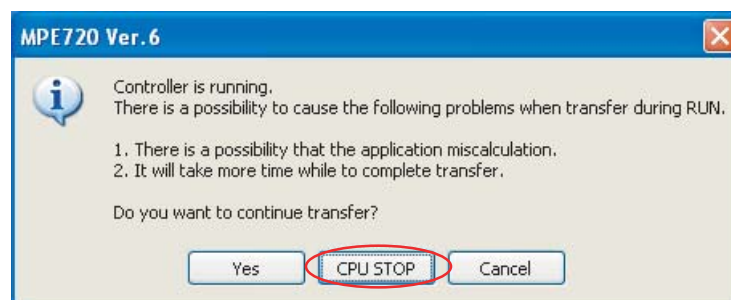 MPE720 Ver.6
Controller is running.
There is a possibility to cause the following problems when transfer during RUN.
1. There is a possibility that the application miscalculation.
2. It will take more time while to complete transfer.
Do you want to continue transfer?
Yes CPU STOP Cancel